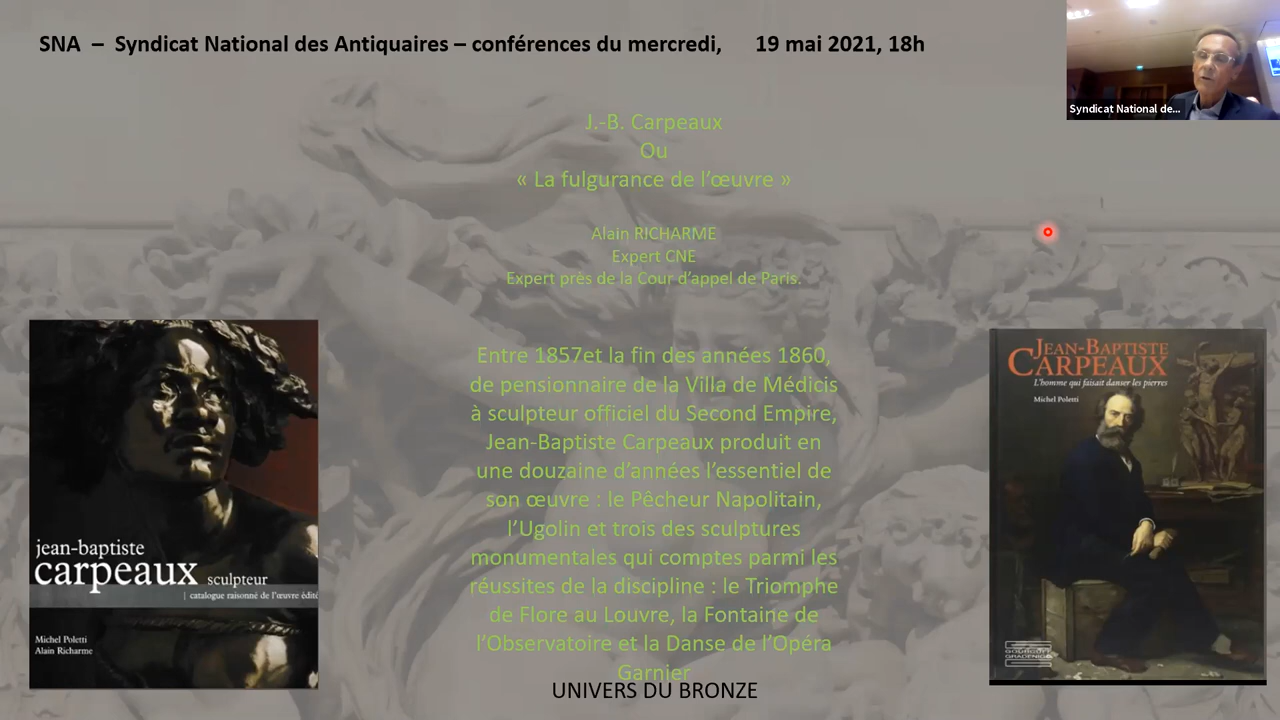 SNA – Syndicat National des Antiquaires – conférences du mercredi, 19 mai 2021, 18h
Syndicat National de...
J.-B. Carpeaux
Ou
« La fulgurance de l’œuvre »
Alain RICHARME
Expert CNE
Expert près de la Cour d’appel de Paris.
Entre 1857et la fin des années 1860,
de pensionnaire de la Villa de Médicis
à sculpteur officiel du Second Empire,
Jean-Baptiste Carpeaux produit en
une douzaine d’années l’essentiel de
son œuvre : le Pêcheur Napolitain,
l’Ugolin et trois des sculptures
monumentales qui comptes parmi les
réussites de la discipline : le Triomphe
de Flore au Louvre, la Fontaine de
l’Observatoire et la Danse de l’Opéra
Garnier
UNIVERS DU BRONZE
jean-baptiste
carpeaux sculpteur
| catalogue raisonné de l’œuvre édité
Michel Poletti
Alain Richarme
JEAN-BAPTISTE
CARPEAUX
L’homme qui faisait danser les pierres
Michel Poletti